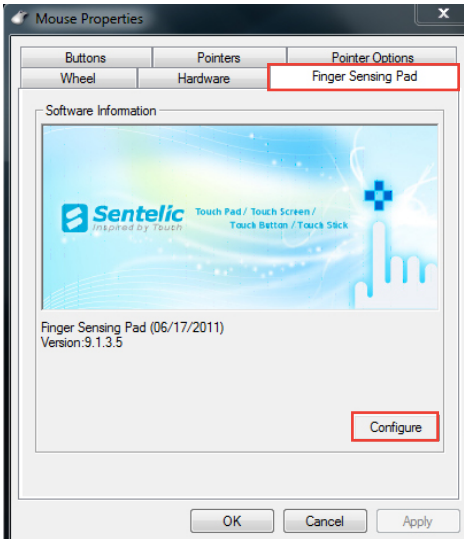 Mouse Properties
x
Buttons Pointers Pointer Options
Wheel Hardware Finger Sensing Pad
Software Information
Sentelic
Inspired by Touch
Touch Pad / Touch Screen /
Touch Button / Touch Stick
Finger Sensing Pad (06/17/2011)
Version:9.1.3.5
Configure
OK Cancel Apply